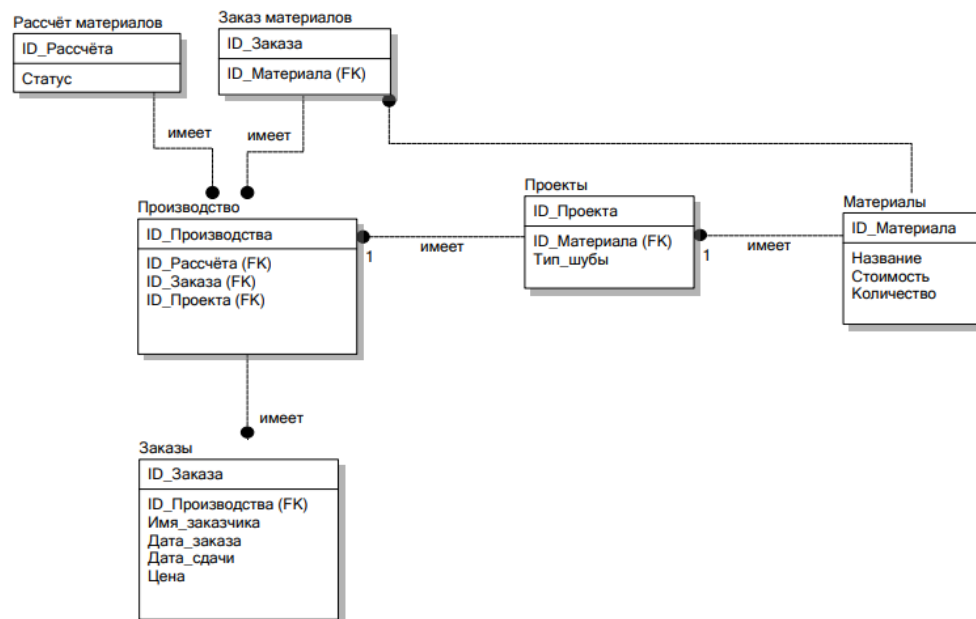 Рассчёт материалов
ID_Рассчёта
Статус
Заказ материалов
ID_Заказа
ID_Материала (FK)
имеет
имеет
Производство
ID_Производства
ID_Рассчёта (FK)
ID_Заказа (FK)
ID_Проекта (FK)
1
имеет
Проекты
ID_Проекта
ID_Материала (FK)
Тип_шубы
1
имеет
Материалы
ID_Материала
Название
Стоимость
Количество
имеет
Заказы
ID_Заказа
ID_Производства (FK)
Имя_заказчика
Дата_заказа
Дата_сдачи
Цена